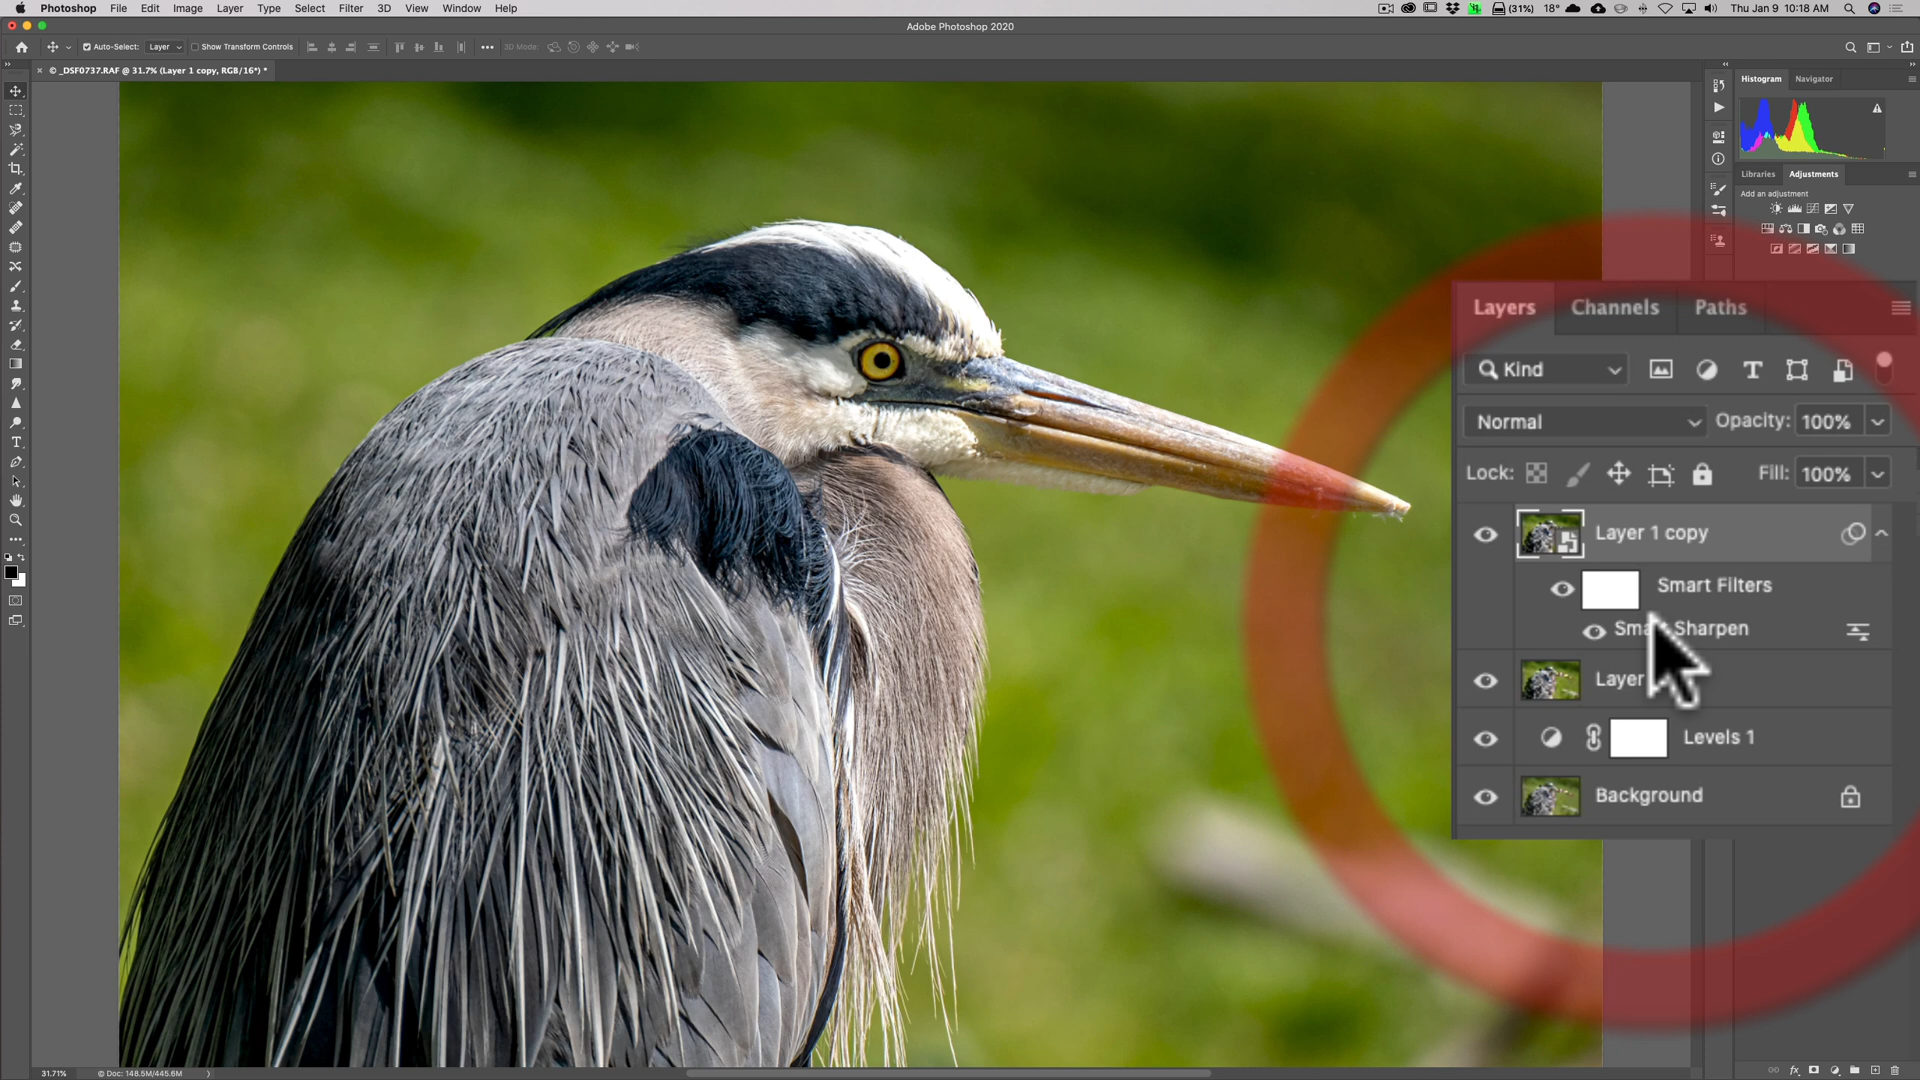 Photoshop File Edit Image Layer Type Select Filter 3D View Window Help (31%) 18° Thu Jan 9 10:18 AM
Adobe Photoshop 2020
Auto-Select: Layer Show Transform Controls 3D Mode:
© _DSF0737.RAF @ 31.7% (Layer 1 copy, RGB/16*) *
Histogram Navigator
Libraries Adjustments
Add an adjustment
Layers Channels Paths
Kind
Normal Opacity: 100%
Lock: Fill: 100%
Layer 1 copy
Smart Filters
Sharpen
Layer
Levels 1
Background
31.71% © Doc: 148.5M/445.6M